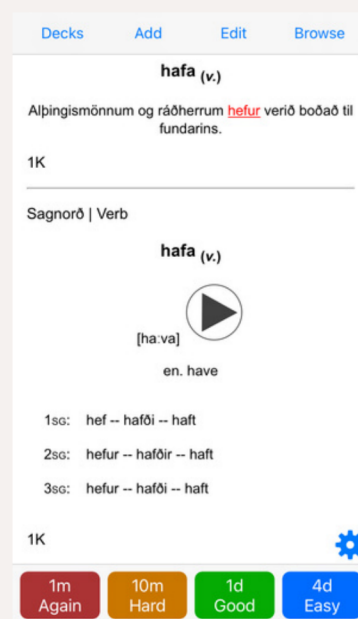 Decks Add Edit Browse
hafa (v.)
Alþingismönnum og ráðherrum hefur verið boðað til
fundarins.
1K
Sagnorð | Verb
hafa (v.)
[ha:va]
en. have
1SG: hef -- hafði -- haft
2SG: hefur -- hafðir -- haft
3SG: hefur -- hafði -- haft
1K
1m 10m 1d 4d
Again Hard Good Easy